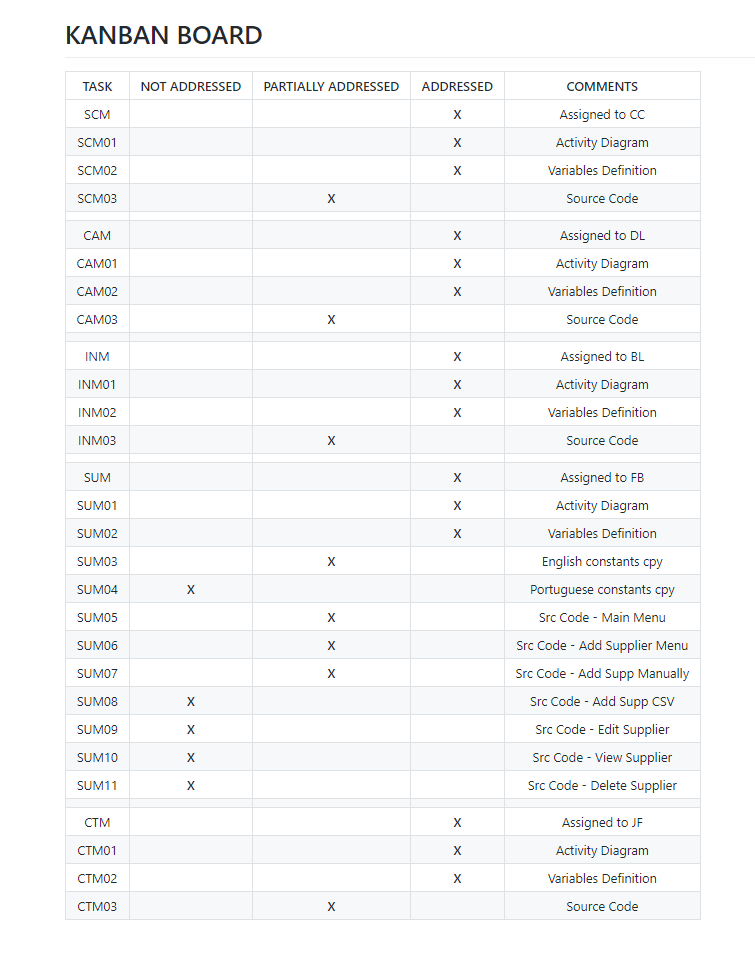 KANBAN BOARD
TASK NOT ADDRESSED PARTIALLY ADDRESSED ADDRESSED COMMENTS
SCM X Assigned to CC
SCM01 X Activity Diagram
SCM02 X Variables Definition
SCM03 X Source Code
CAM X Assigned to DL
CAM01 X Activity Diagram
CAM02 X Variables Definition
CAM03 X Source Code
INM X Assigned to BL
INM01 X Activity Diagram
INM02 X Variables Definition
INM03 X Source Code
SUM X Assigned to FB
SUM01 X Activity Diagram
SUM02 X Variables Definition
SUM03 X English constants cpy
SUM04 X Portuguese constants cpy
SUM05 X Src Code - Main Menu
SUM06 X Src Code - Add Supplier Menu
SUM07 X Src Code - Add Supp Manually
SUM08 X Src Code - Add Supp CSV
SUM09 X Src Code - Edit Supplier
SUM10 X Src Code - View Supplier
SUM11 X Src Code - Delete Supplier
CTM X Assigned to JF
CTM01 X Activity Diagram
CTM02 X Variables Definition
CTM03 X Source Code